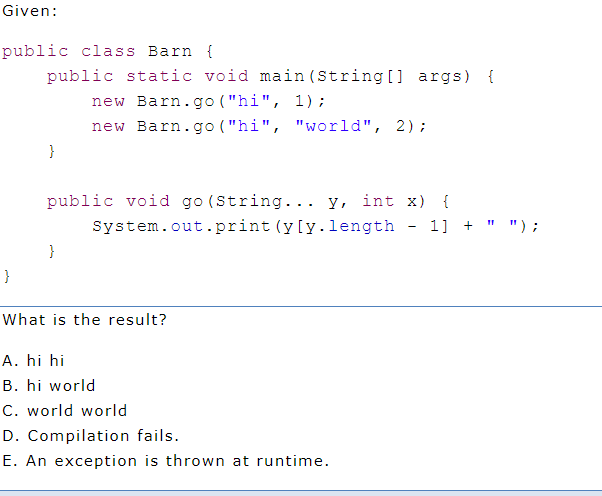 Given:
public class Barn {
public static void main(String[] args) {
new Barn.go("hi", 1);
new Barn.go("hi", "world", 2);
}
public void go(String... y, int x) {
System.out.print(y[y.length - 1] + " ");
}
}
What is the result?
A. hi hi
B. hi world
C. world world
D. Compilation fails.
E. An exception is thrown at runtime.